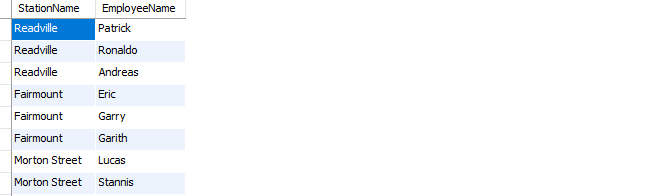 StationName EmployeeName
Readville Patrick
Readville Ronaldo
Readville Andreas
Fairmount Eric
Fairmount Garry
Fairmount Garith
Morton Street Lucas
Morton Street Stannis